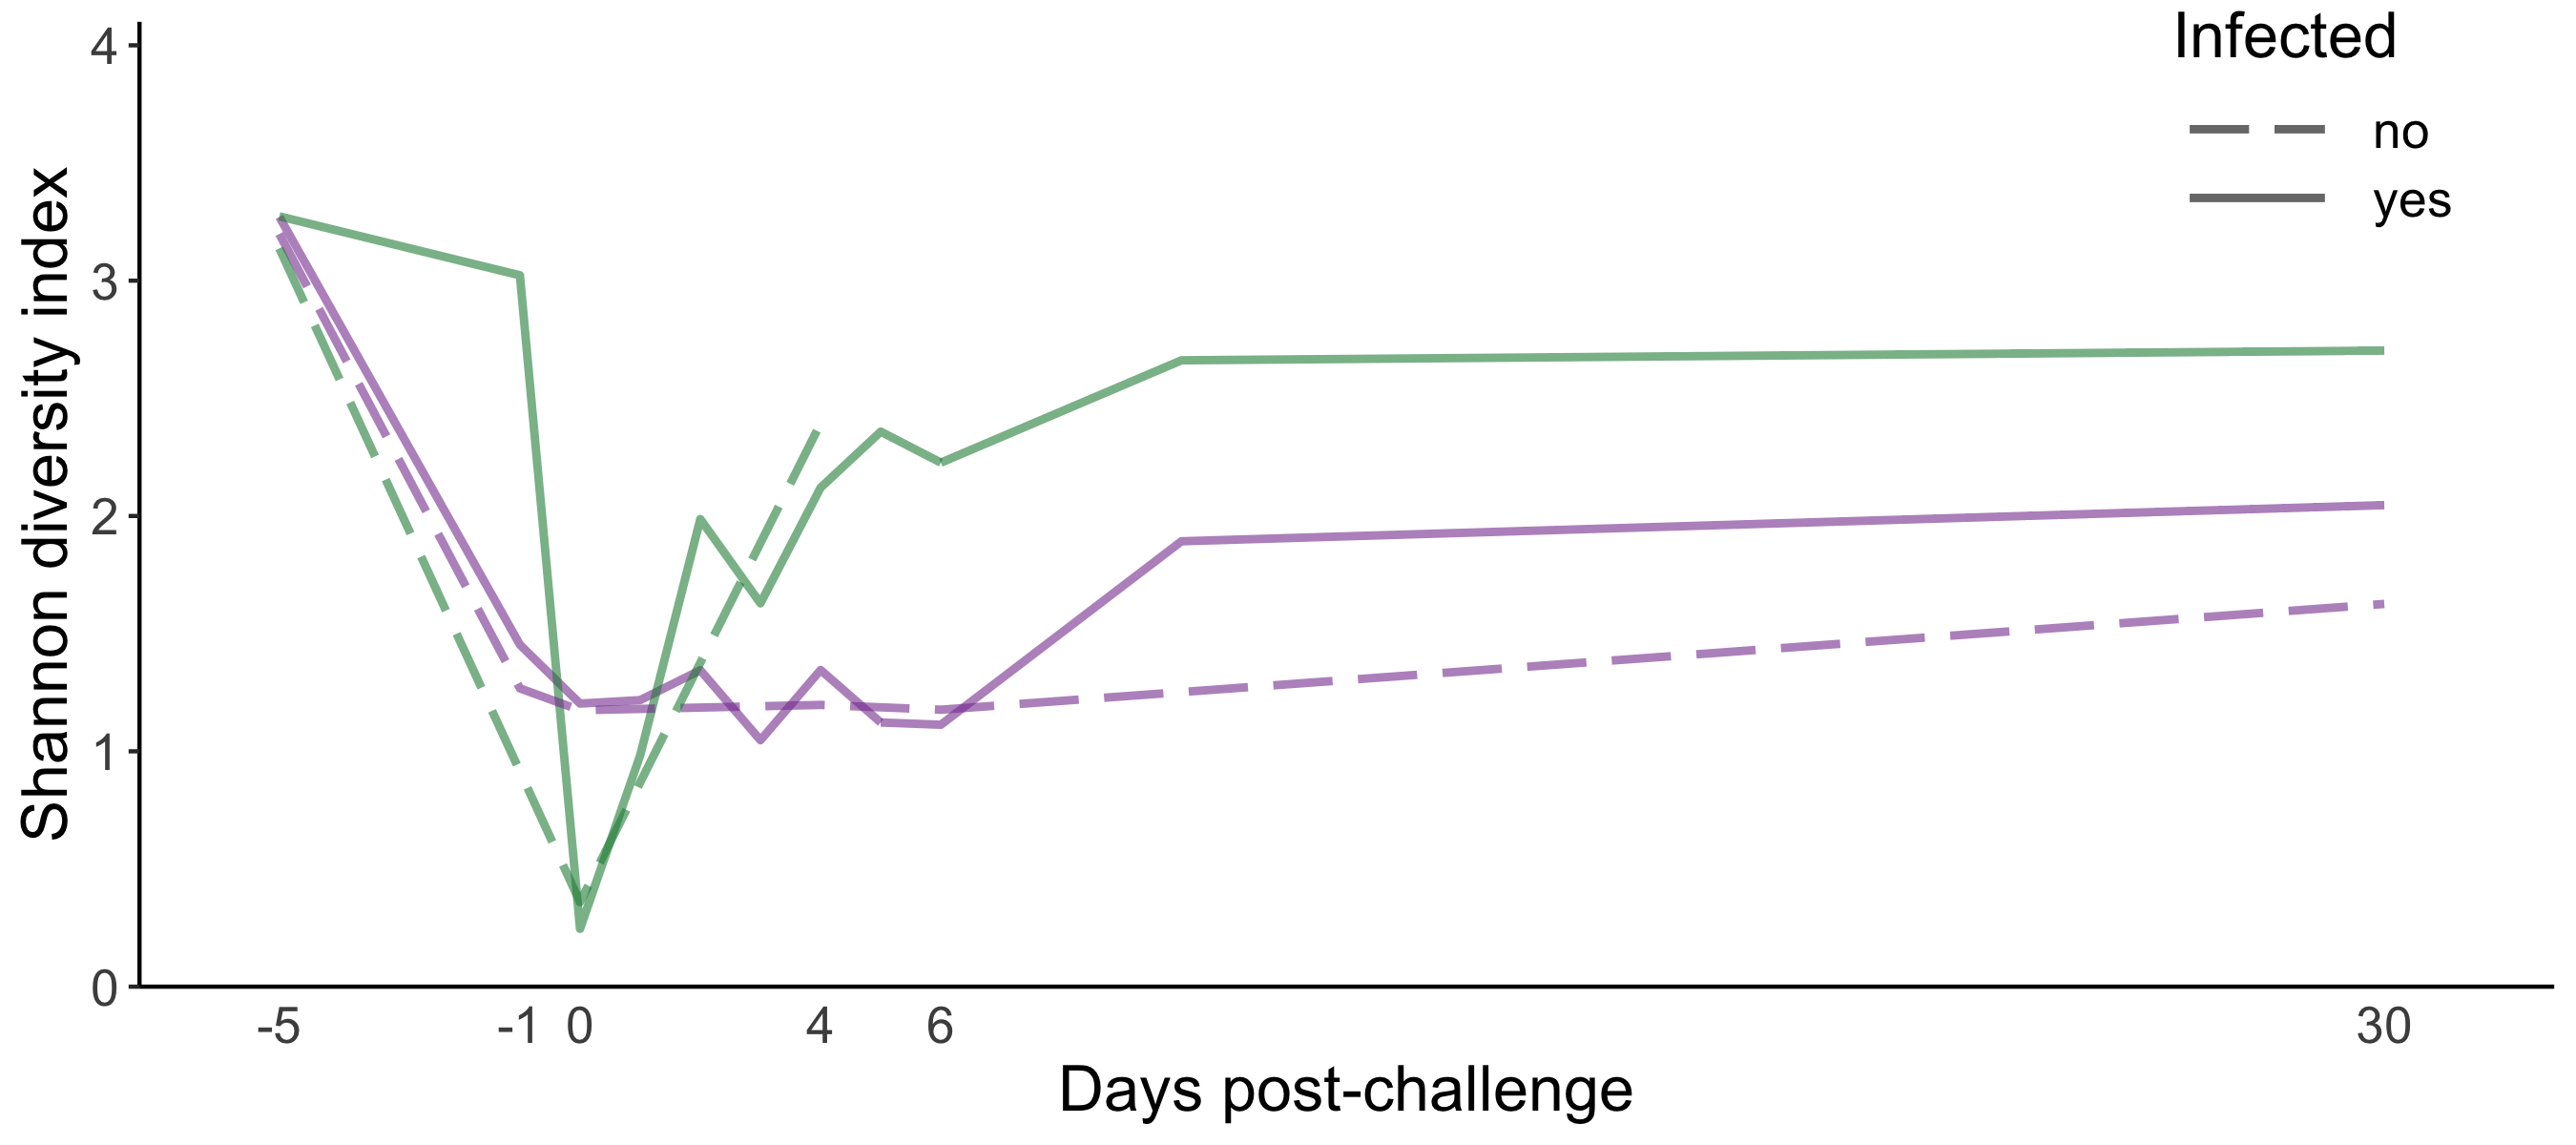 Infected
no
yes
Shannon diversity index
4
3
2
1
0
-5 -1 0 4 6 30
Days post-challenge